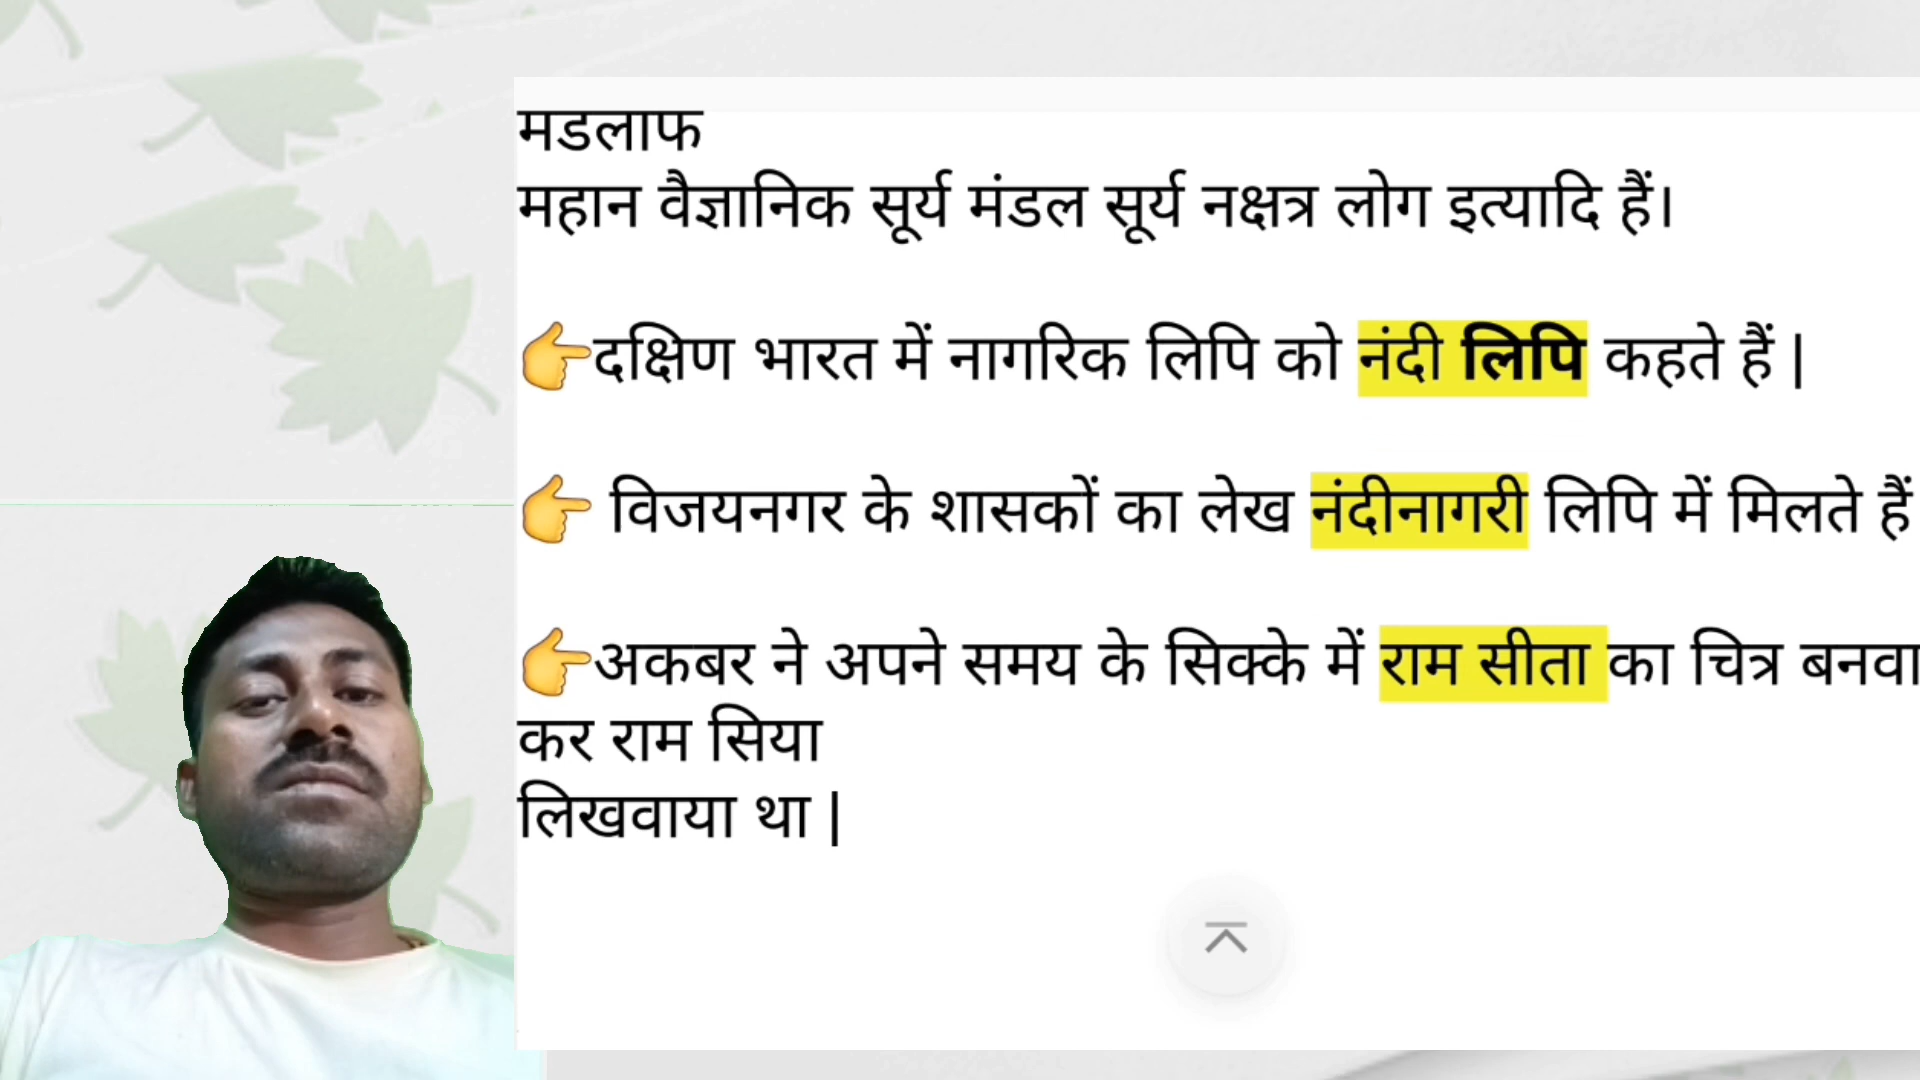 मडलाफ
महान वैज्ञानिक सूर्य मंडल सूर्य नक्षत्र लोग इत्यादि हैं।
👉दक्षिण भारत में नागरिक लिपि को नंदी लिपि कहते हैं |
👉 विजयनगर के शासकों का लेख नंदीनागरी लिपि में मिलते हैं
👉अकबर ने अपने समय के सिक्के में राम सीता का चित्र बनवा
कर राम सिया
लिखवाया था |